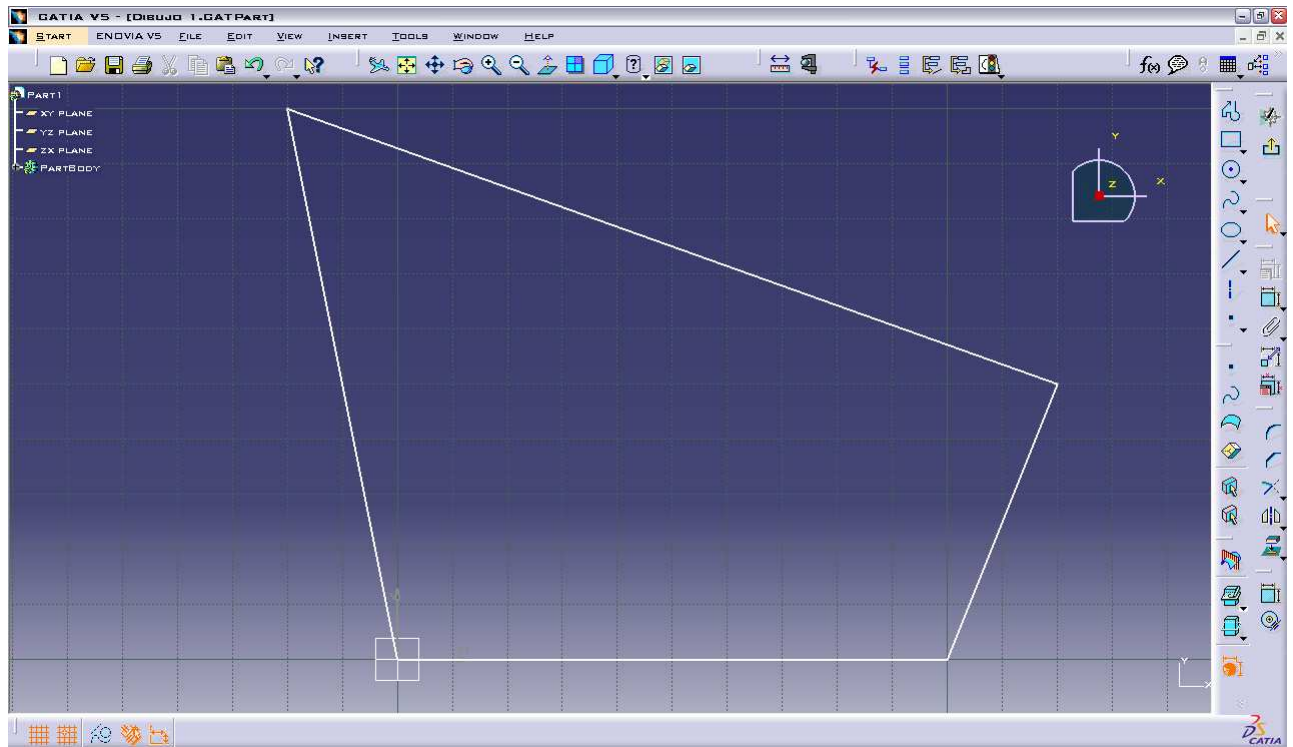 CATIA V5 - [Dibujo 1.CATPart]
Start ENOVIA V5 File Edit View Insert Tools Window Help
f(x)
Part1
xy plane
yz plane
zx plane
PartBody
Y
Z X
Y
X
CATIA